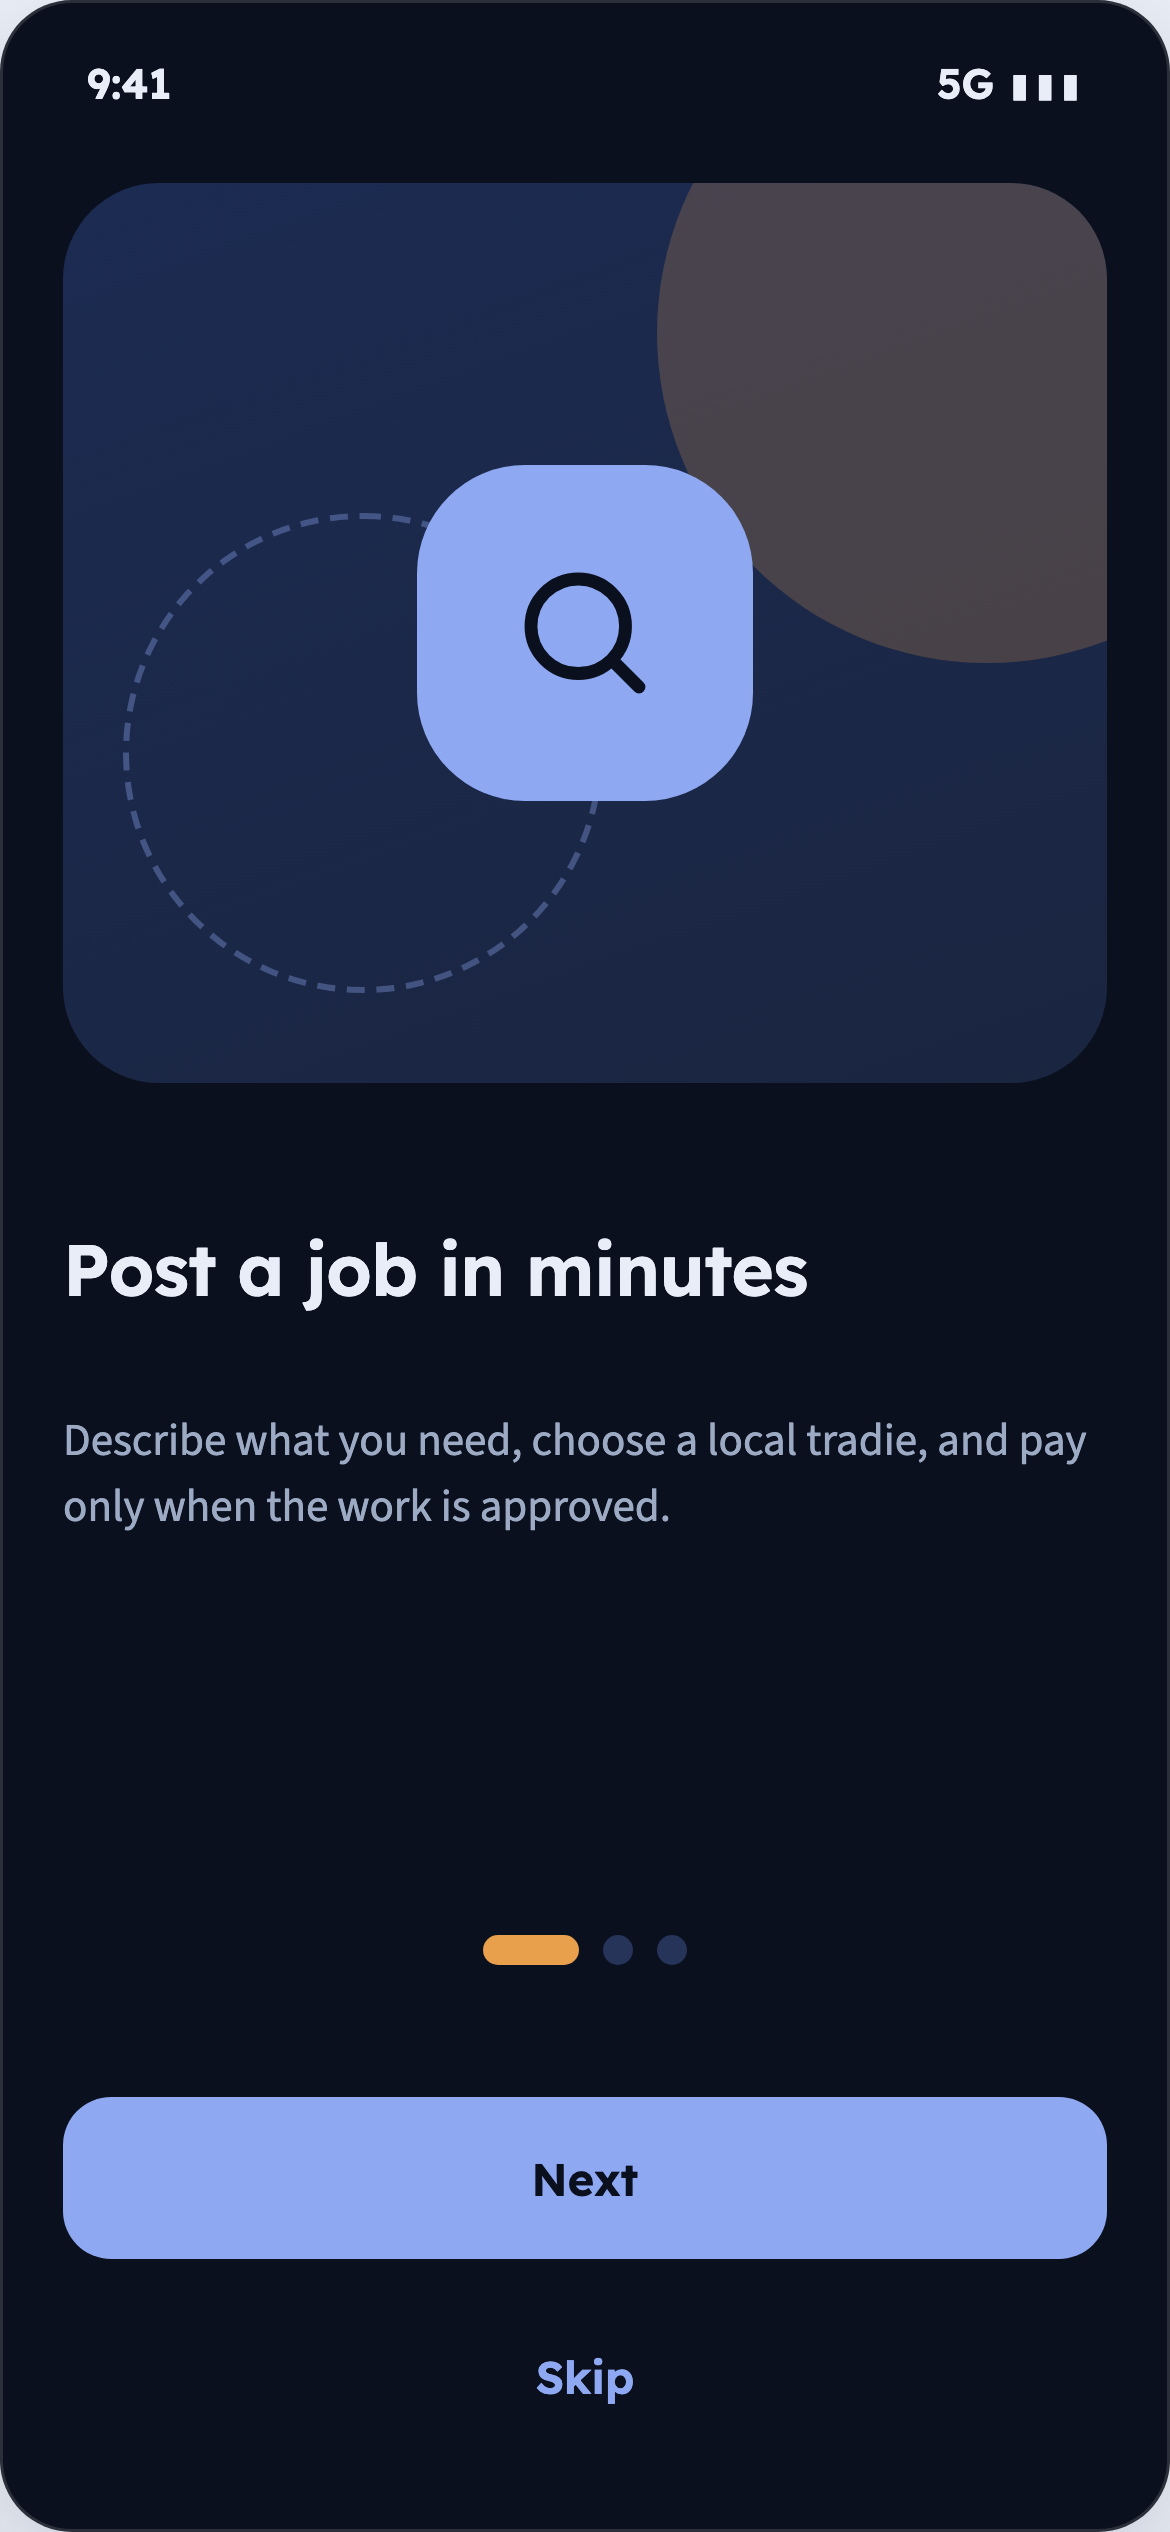 9:41
5G
Post a job in minutes
Describe what you need, choose a local tradie, and pay
only when the work is approved.
Next
Skip